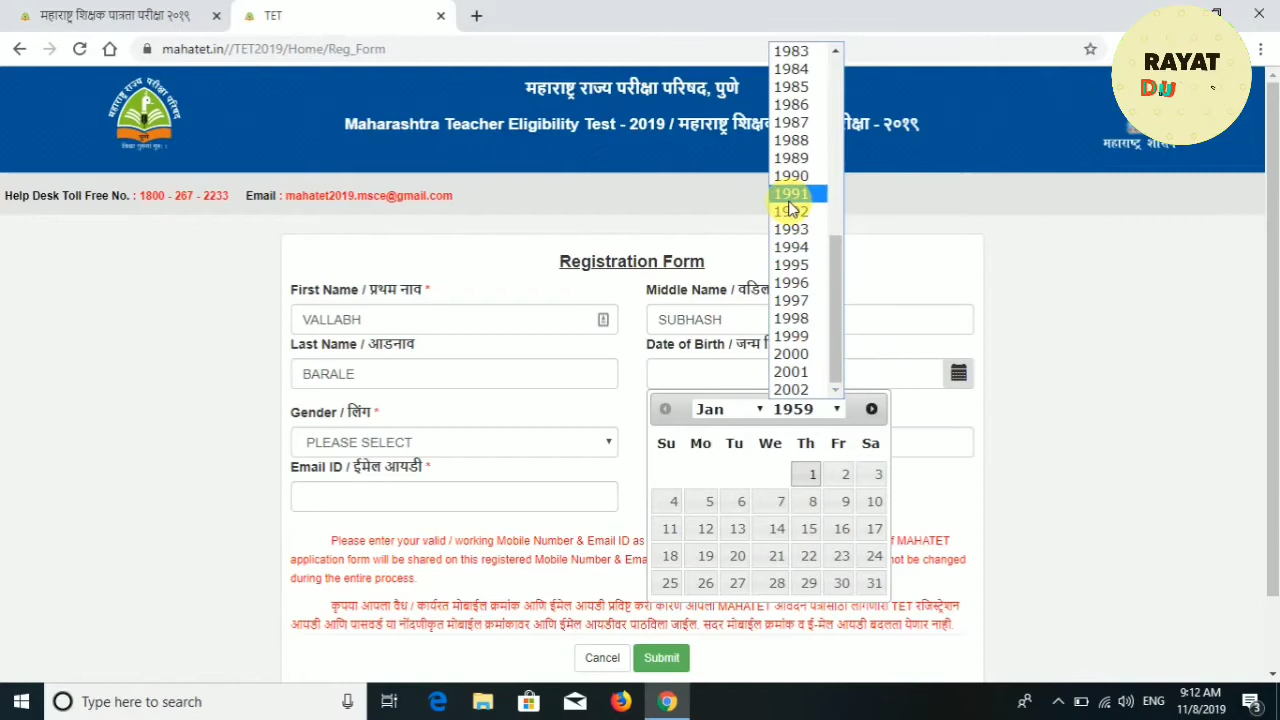 महाराष्ट्र शिक्षक पात्रता परीक्षा २०१९
TET
mahatet.in//TET2019/Home/Reg_Form
RAYAT
महाराष्ट्र राज्य परीक्षा परिषद, पुणे
Maharashtra Teacher Eligibility Test - 2019 / महाराष्ट्र परीक्षा - २०१९
Help Desk Toll Free No. : 1800 - 267 - 2233 Email : mahatet2019.msce@gmail.com
1983
1984
1985
1986
1987
1988
1989
1990
1991
1992
1993
1994
1995
1996
1997
1998
1999
2000
2001
2002
Registration Form
First Name / प्रथम नाव *
Middle Name /
VALLABH
SUBHASH
Last Name / आडनाव
Date of Birth / जन्म
BARALE
Gender / लिंग *
PLEASE SELECT
Email ID / ईमेल आयडी *
Jan 1959
Su Mo Tu We Th Fr Sa
1 2 3
4 5 6 7 8 9 10
11 12 13 14 15 16 17
18 19 20 21 22 23 24
25 26 27 28 29 30 31
Please enter your valid / working Mobile Number & Email ID as of MAHATET
application form will be shared on this registered Mobile Number & not be changed
during the entire process.
कृपया आपला वैध / कार्यरत मोबाईल क्रमांक आणि ईमेल आयडी प्रविष्ट करा कारण आपला MAHATET आवेदन पत्रासाठी लागणारा TET रजिस्ट्रेशन
आयडी आणि पासवर्ड या नोंदणीकृत मोबाईल क्रमांकावर आणि ईमेल आयडीवर पाठविला जाईल. सदर मोबाईल क्रमांक व ई-मेल आयडी बदलता येणार नाही.
Cancel Submit
Type here to search
ENG
9:12 AM
11/8/2019
3